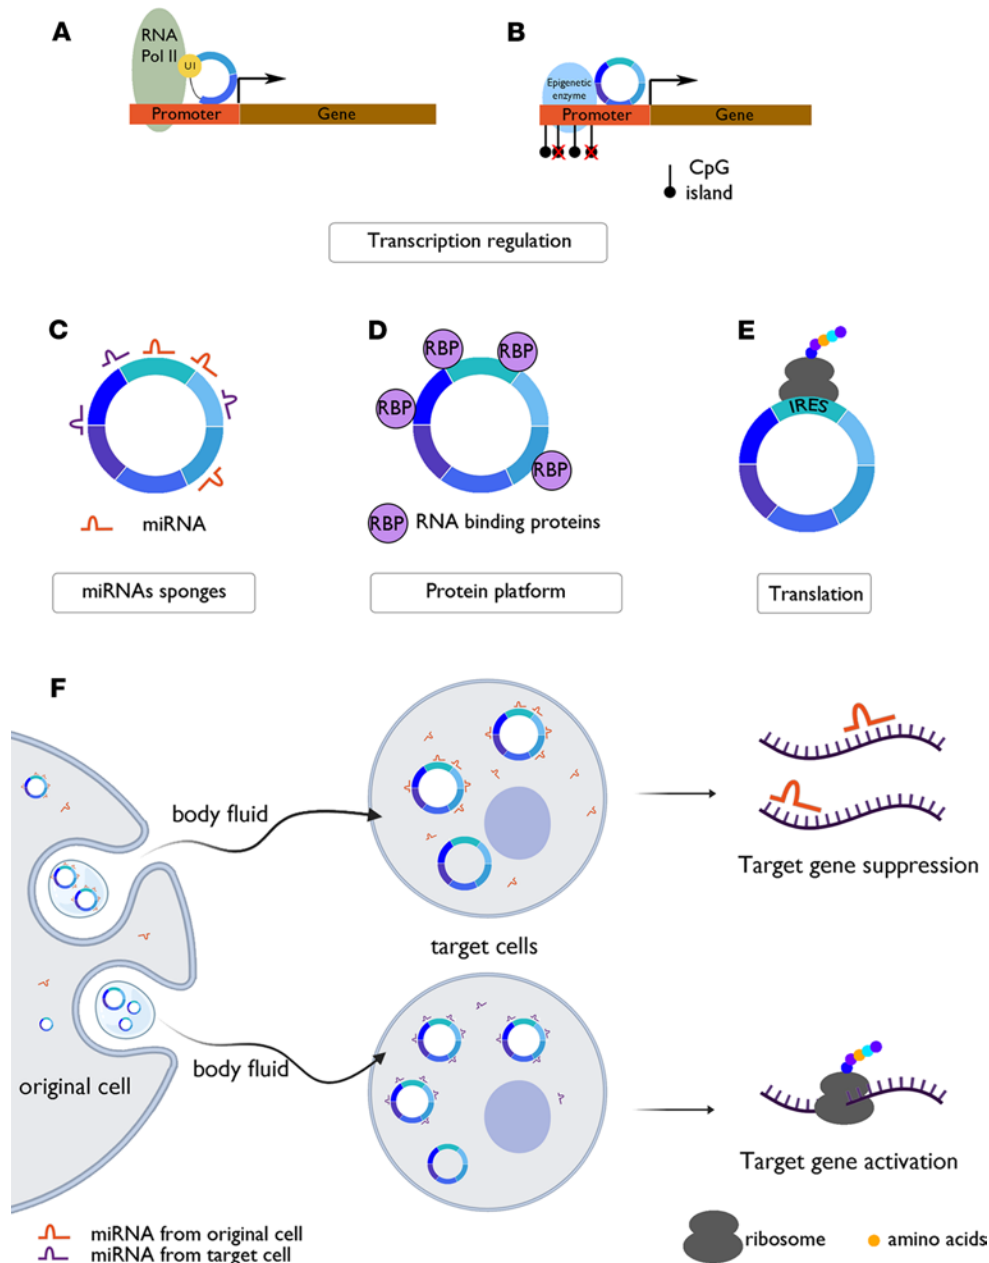 A
RNA
Pol II
U1
Promoter
Gene
B
Epigenetic
enzyme
Promoter
Gene
CpG
island
Transcription regulation
C
miRNA
miRNAs sponges
D
RBP
RBP
RBP
RBP
RBP
RNA binding proteins
Protein platform
E
IRES
Translation
F
body fluid
target cells
Target gene suppression
original cell
body fluid
Target gene activation
miRNA from original cell
miRNA from target cell
ribosome
amino acids